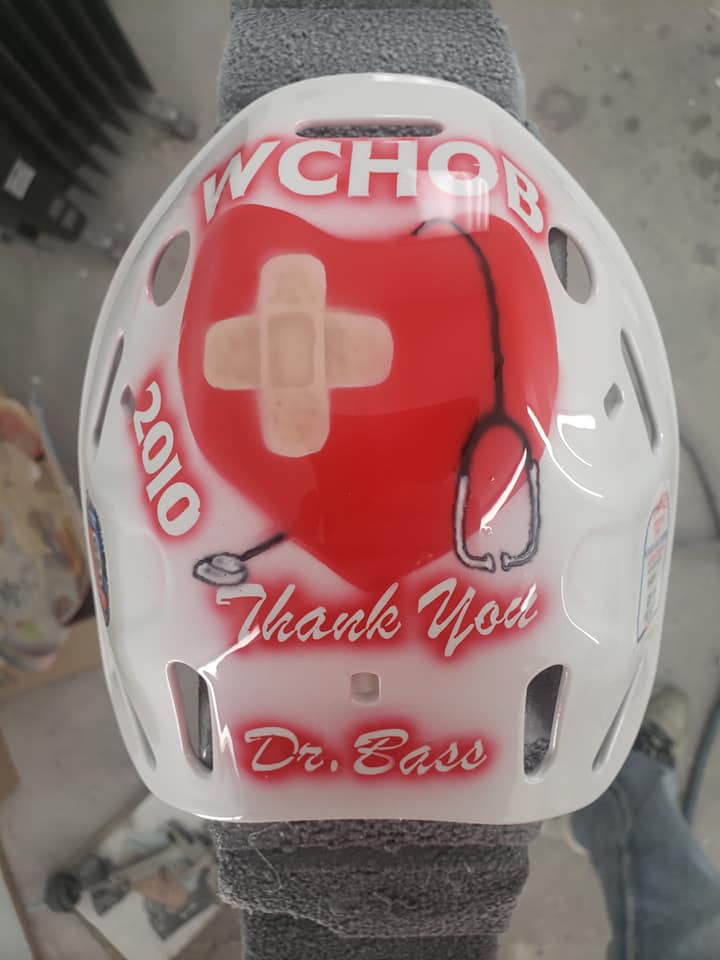 WCHOB
2010
Thank You
Dr. Bass